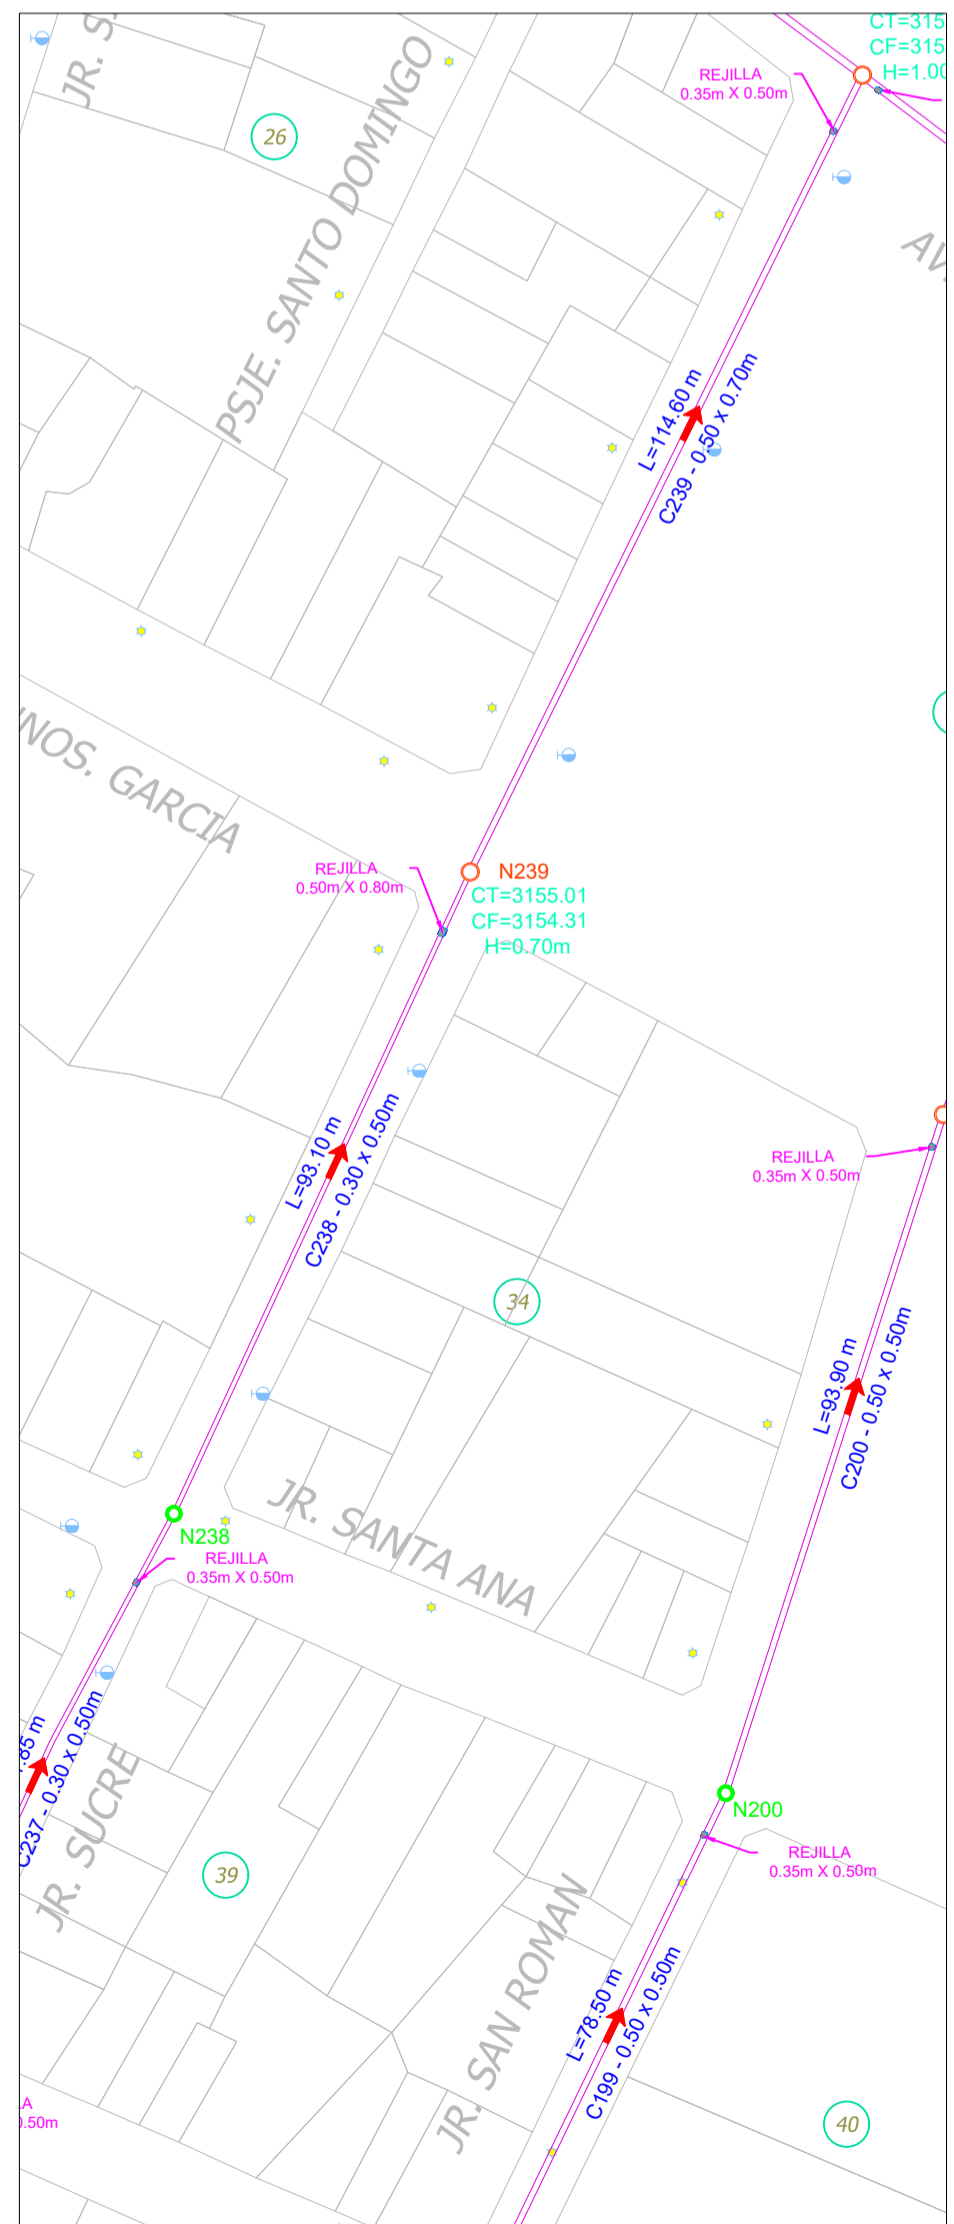 CT=315
CF=315
H=1.00
JR. S
REJILLA
0.35m X 0.50m
26
PSJE. SANTO DOMINGO
AV.
L=114.60 m
C239 - 0.50 x 0.70m
NOS. GARCIA
REJILLA
0.50m X 0.80m
N239
CT=3155.01
CF=3154.31
H=0.70m
L=93.10 m
C238 - 0.30 x 0.50m
REJILLA
0.35m X 0.50m
34
L=93.90 m
C200 - 0.50 x 0.50m
JR. SANTA ANA
N238
REJILLA
0.35m X 0.50m
.85 m
C237 - 0.30 x 0.50m
JR. SUCRE
N200
REJILLA
0.35m X 0.50m
39
JR. SAN ROMAN
L=78.50 m
C199 - 0.50 x 0.50m
LA
0.50m
40